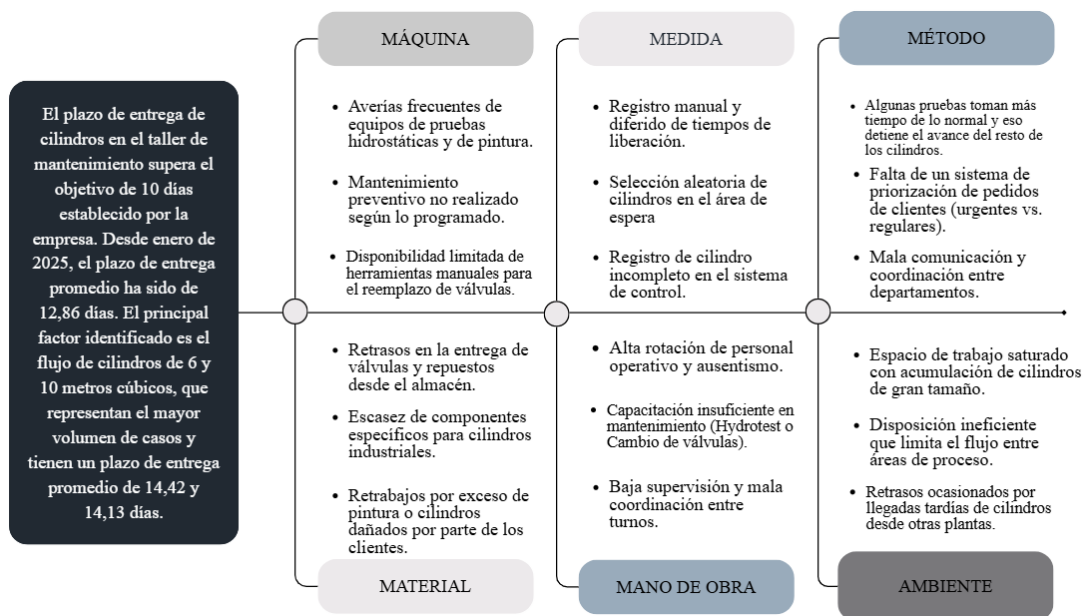 El plazo de entrega de
cilindros en el taller de
mantenimiento supera el
objetivo de 10 días
establecido por la
empresa. Desde enero de
2025, el plazo de entrega
promedio ha sido de
12,86 días. El principal
factor identificado es el
flujo de cilindros de 6 y
10 metros cúbicos, que
representan el mayor
volumen de casos y
tienen un plazo de entrega
promedio de 14,42 y
14,13 días.
MÁQUINA
• Averías frecuentes de
equipos de pruebas
hidrostáticas y de pintura.
• Mantenimiento
preventivo no realizado
según lo programado.
• Disponibilidad limitada de
herramientas manuales para
el reemplazo de válvulas.
MEDIDA
• Registro manual y
diferido de tiempos de
liberación.
• Selección aleatoria de
cilindros en el área de
espera
• Registro de cilindro
incompleto en el sistema
de control.
MÉTODO
• Algunas pruebas toman más
tiempo de lo normal y eso
detiene el avance del resto de
los cilindros.
• Falta de un sistema de
priorización de pedidos
de clientes (urgentes vs.
regulares).
• Mala comunicación y
coordinación entre
departamentos.
• Retrasos en la entrega de
válvulas y repuestos
desde el almacén.
• Escasez de componentes
específicos para cilindros
industriales.
• Retrabajos por exceso de
pintura o cilindros
dañados por parte de los
clientes.
MATERIAL
• Alta rotación de personal
operativo y ausentismo.
• Capacitación insuficiente en
mantenimiento (Hydrotest o
Cambio de válvulas).
• Baja supervisión y mala
coordinación entre
turnos.
MANO DE OBRA
• Espacio de trabajo saturado
con acumulación de cilindros
de gran tamaño.
• Disposición ineficiente
que limita el flujo entre
áreas de proceso.
• Retrasos ocasionados por
llegadas tardías de cilindros
desde otras plantas.
AMBIENTE